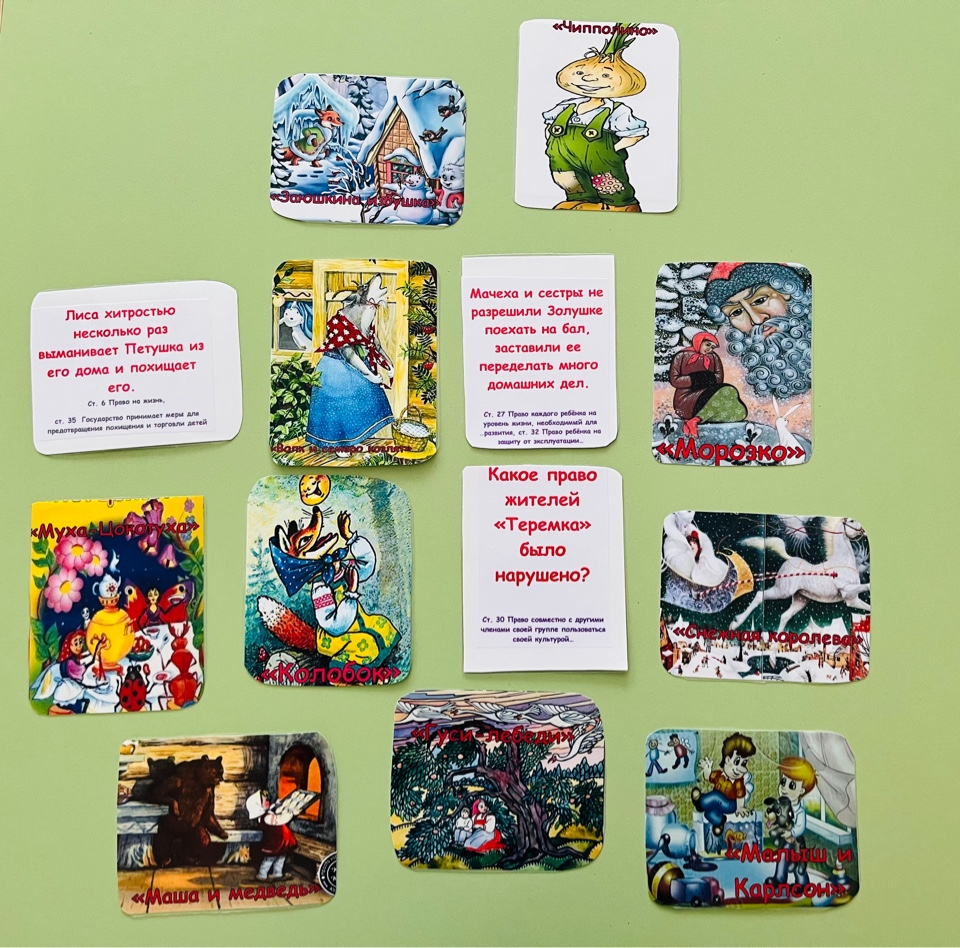 «Чипполино»
«Заюшкина избушка»
Лиса хитростью
несколько раз
выманивает Петушка из
его дома и похищает
его.
Ст. 6 Право на жизнь,
ст. 35 Государство принимает меры для
предотвращения похищения и торговли детей
«Волк и семеро козлят»
Мачеха и сестры не
разрешили Золушке
поехать на бал,
заставили ее
переделать много
домашних дел.
Ст. 27 Право каждого ребёнка на
уровень жизни, необходимый для
развития, ст. 32 Право ребёнка на
защиту от эксплуатации…
«Морозко»
«Муха Цокотуха»
«Колобок»
Какое право
жителей
«Теремка»
было
нарушено?
Ст. 30 Право совместно с другими
членами своей группе пользоваться
своей культурой…
«Снежная королева»
«Маша и медведь»
«Гуси-лебеди»
«Малыш и
Карлсон»